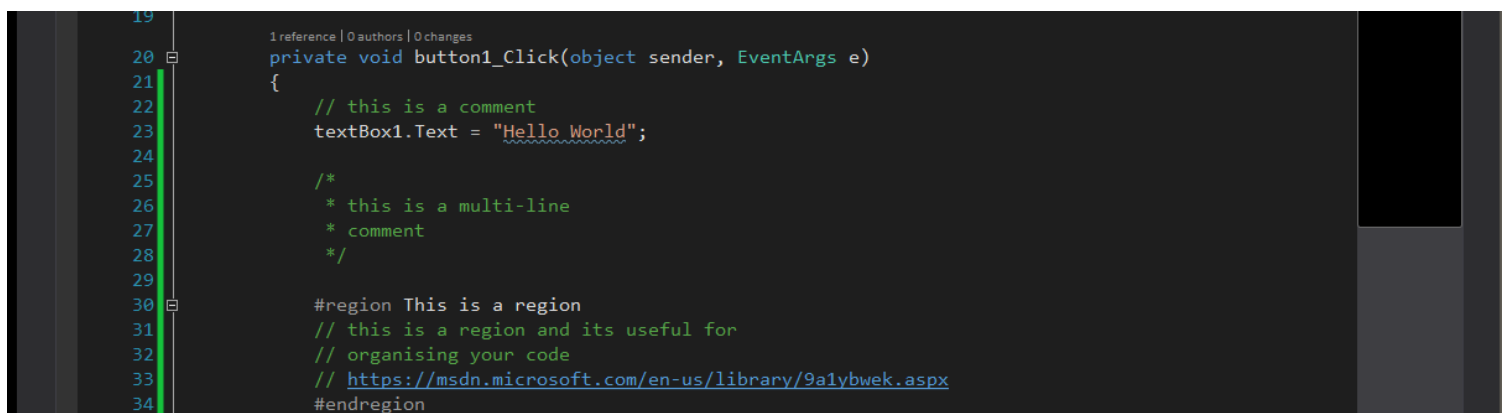 19
1 reference | 0 authors | 0 changes
20 private void button1_Click(object sender, EventArgs e)
21 {
22 // this is a comment
23 textBox1.Text = "Hello World";
24
25 /*
26 * this is a multi-line
27 * comment
28 */
29
30 #region This is a region
31 // this is a region and its useful for
32 // organising your code
33 // https://msdn.microsoft.com/en-us/library/9a1ybwek.aspx
34 #endregion